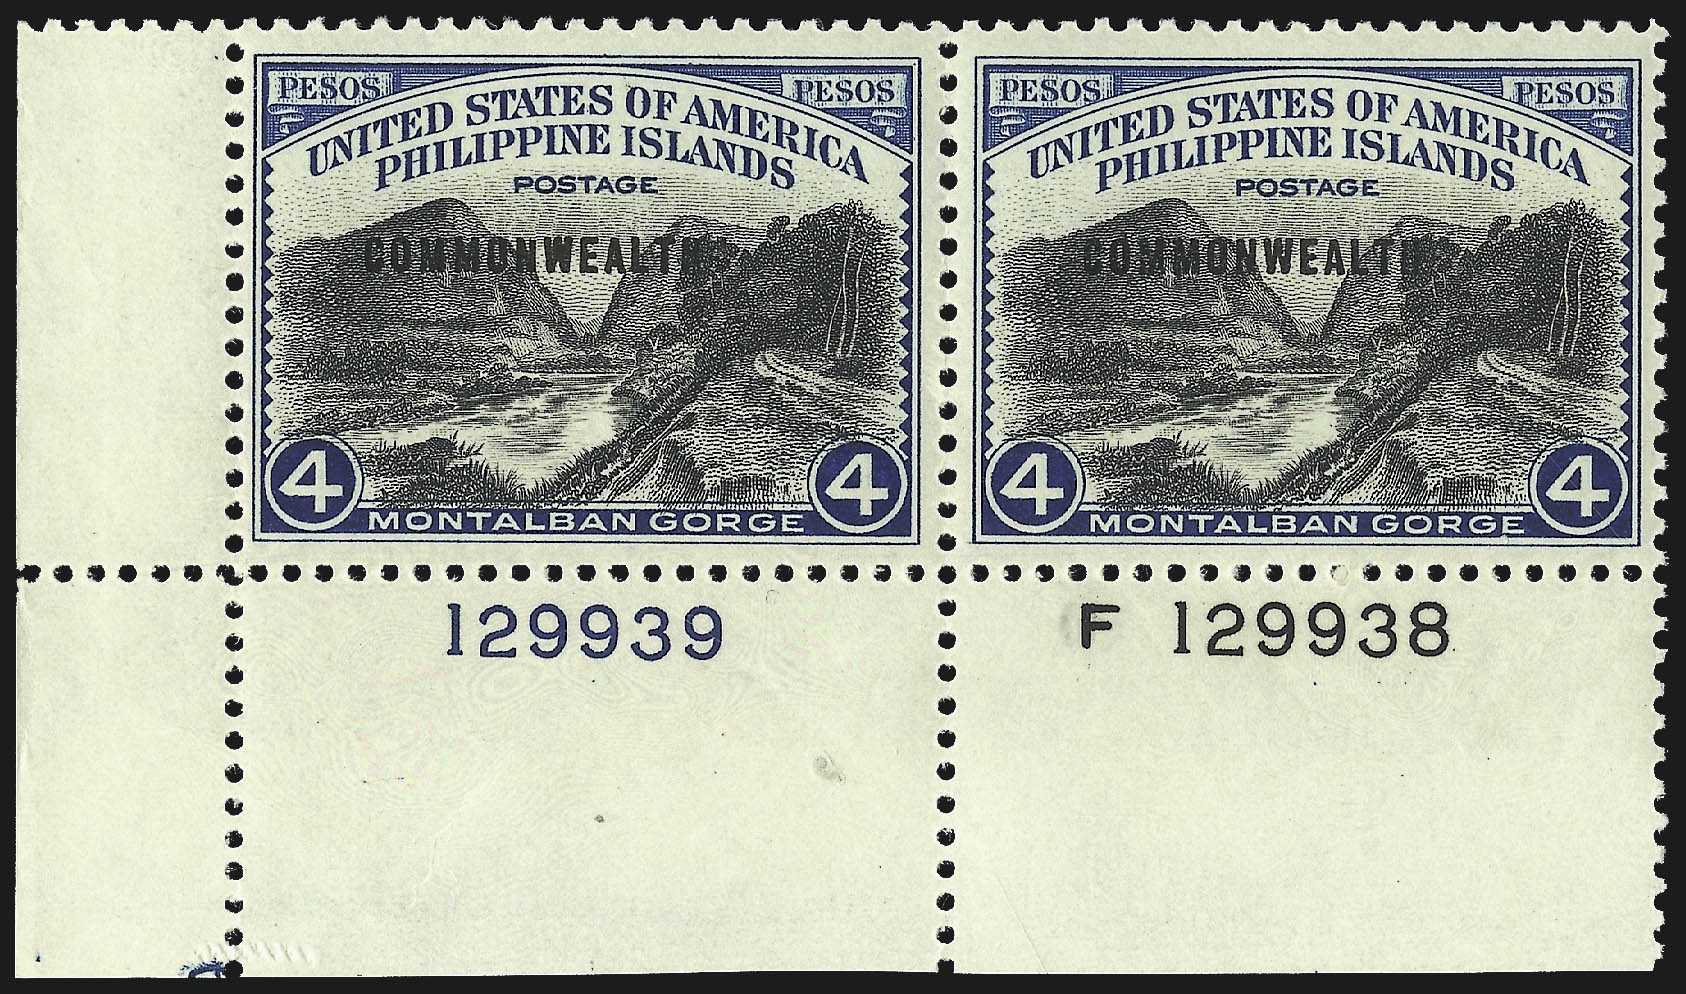 PESOS PESOS
UNITED STATES OF AMERICA
PHILIPPINE ISLANDS
POSTAGE
COMMONWEALTH
4 4
MONTALBAN GORGE
PESOS PESOS
UNITED STATES OF AMERICA
PHILIPPINE ISLANDS
POSTAGE
COMMONWEALTH
4 4
MONTALBAN GORGE
129939
F 129938